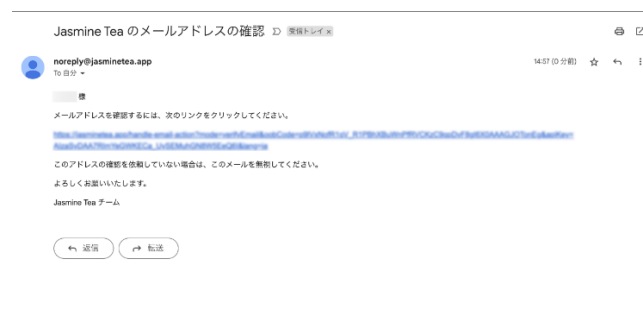 Jasmine Tea のメールアドレスの確認 受信トレイ ×
noreply@jasminetea.app 14:57 (0 分前)
To 自分
様
メールアドレスを確認するには、次のリンクをクリックしてください。
このアドレスの確認を依頼していない場合は、このメールを無視してください。
よろしくお願いいたします。
Jasmine Tea チーム
返信 転送